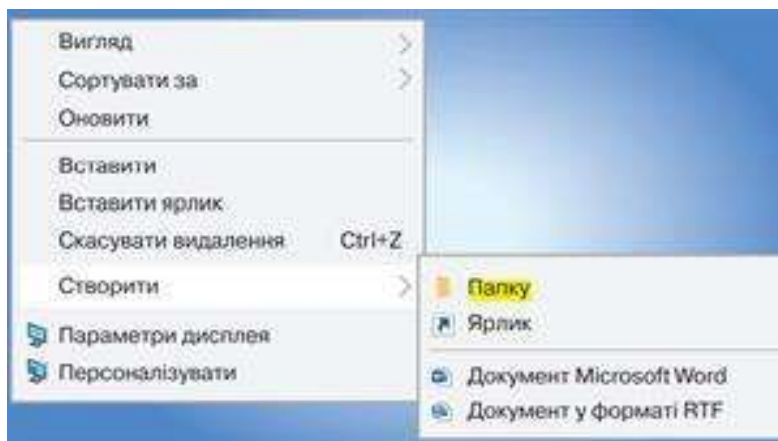 Вигляд
Сортувати за
Оновити
Вставити
Вставити ярлик
Скасувати видалення Ctrl+Z
Створити
Параметри дисплея
Персоналізувати
Папку
Ярлик
Документ Microsoft Word
Документ у форматі RTF